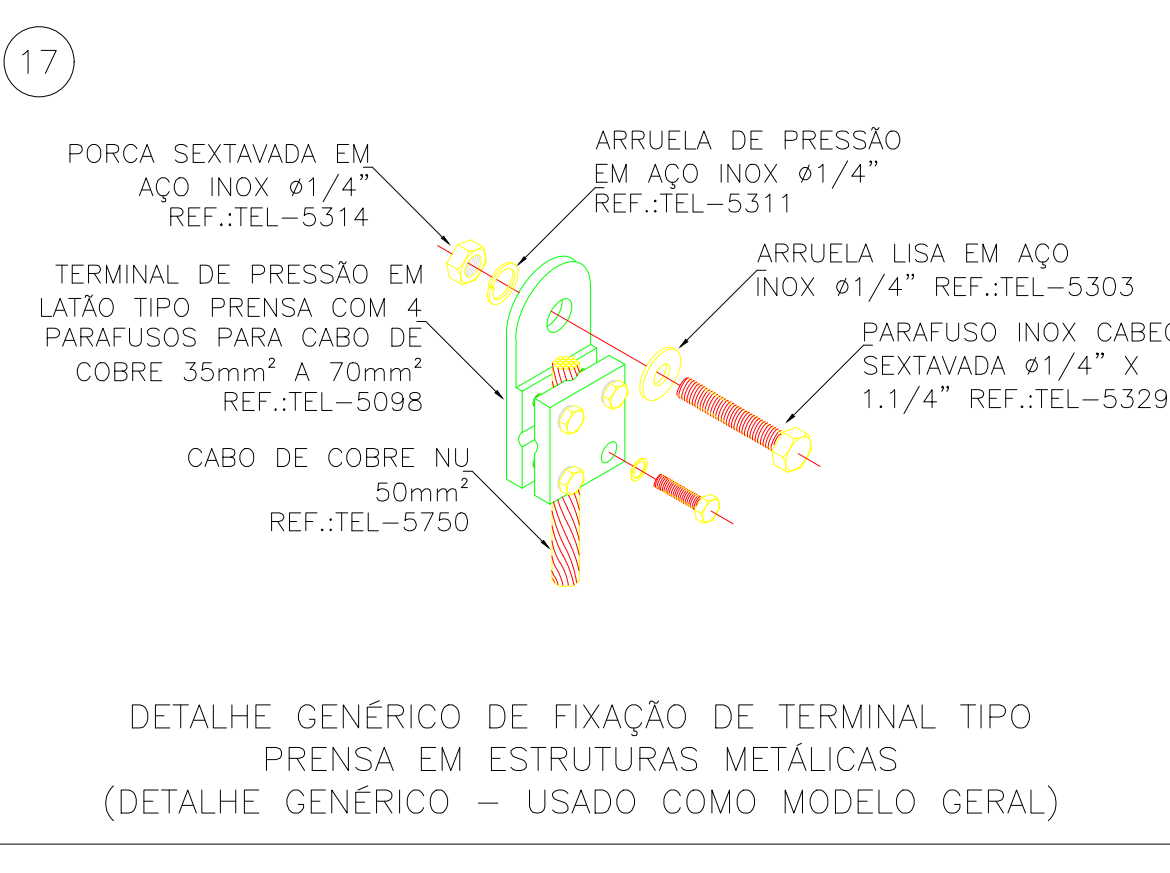 17
PORCA SEXTAVADA EM
AÇO INOX ø1/4”
REF.:TEL–5314
ARRUELA DE PRESSÃO
EM AÇO INOX ø1/4”
REF.:TEL–5311
TERMINAL DE PRESSÃO EM
LATÃO TIPO PRENSA COM 4
PARAFUSOS PARA CABO DE
COBRE 35mm² A 70mm²
REF.:TEL–5098
ARRUELA LISA EM AÇO
INOX ø1/4” REF.:TEL–5303
PARAFUSO INOX CABEC
SEXTAVADA ø1/4” X
1.1/4” REF.:TEL–5329
CABO DE COBRE NU
50mm²
REF.:TEL–5750
DETALHE GENÉRICO DE FIXAÇÃO DE TERMINAL TIPO
PRENSA EM ESTRUTURAS METÁLICAS
(DETALHE GENÉRICO – USADO COMO MODELO GERAL)